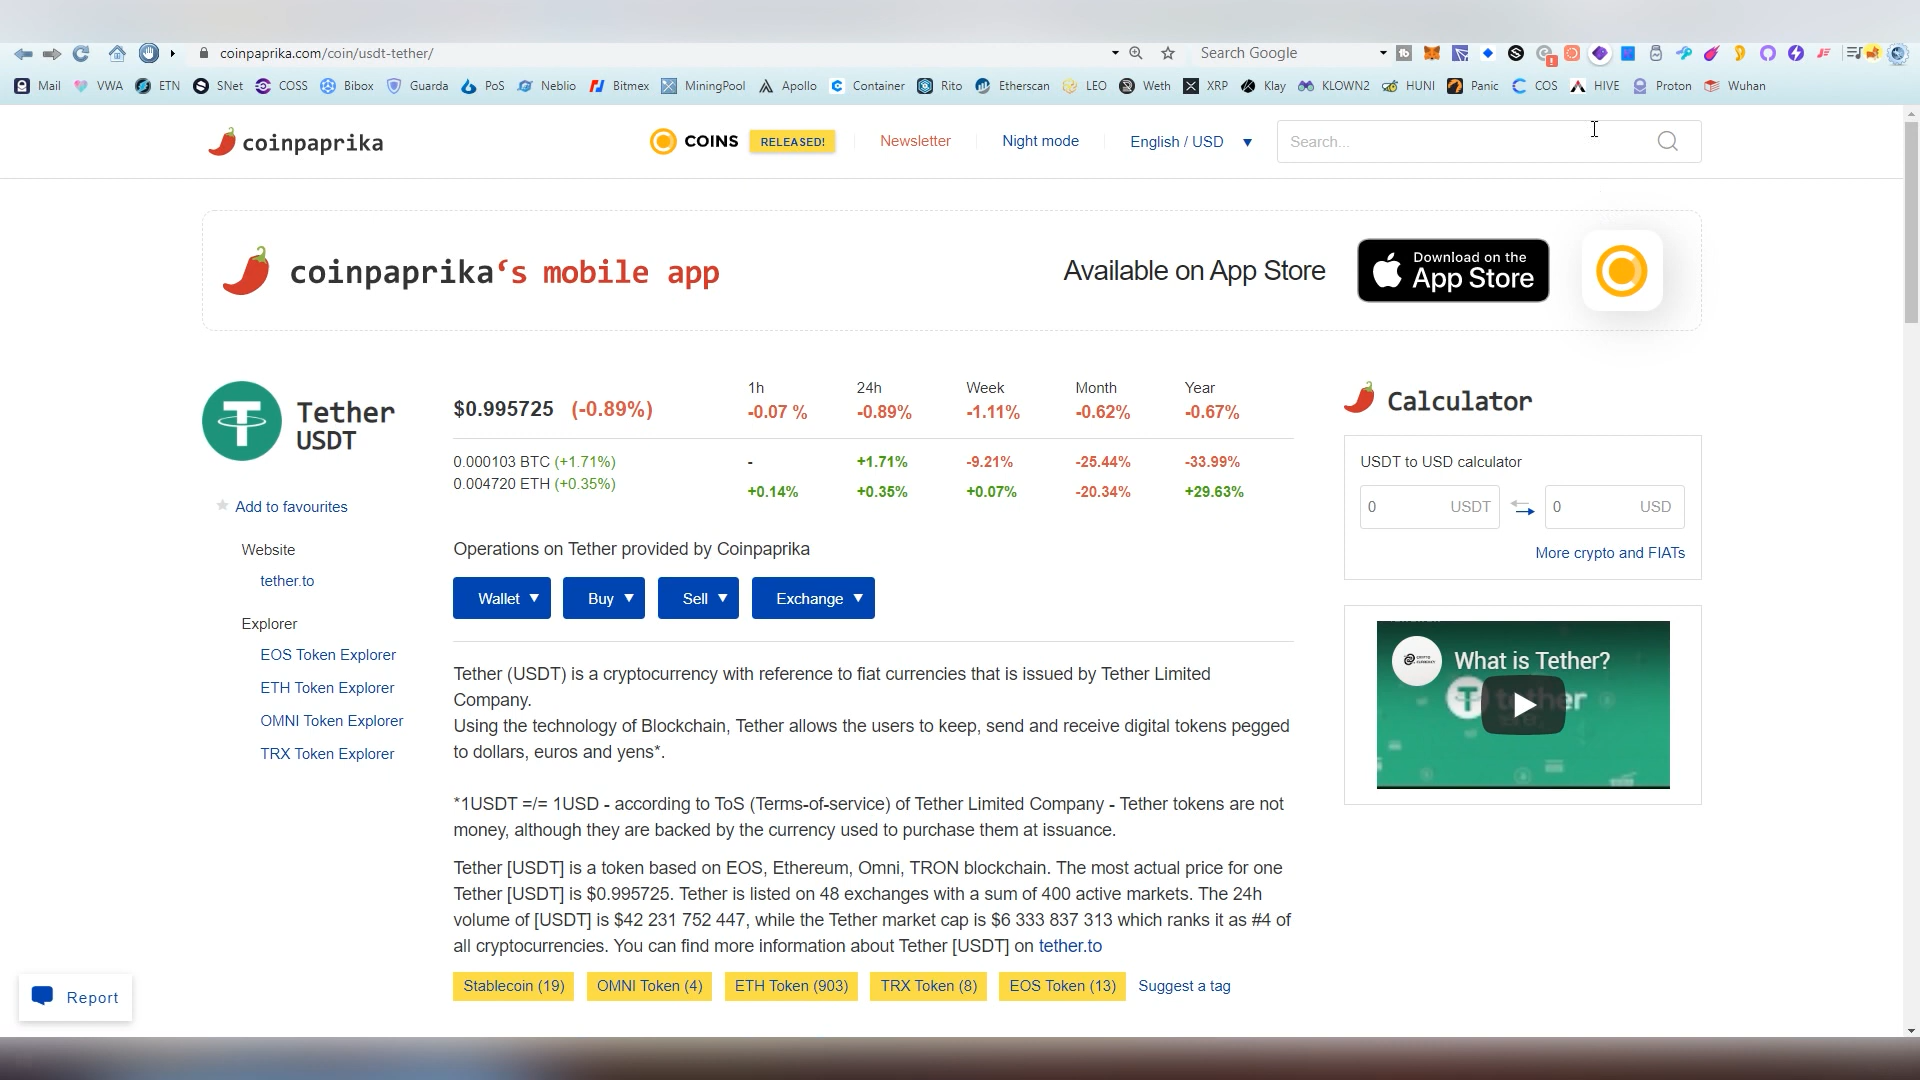 coinpaprika.com/coin/usdt-tether/
Search Google
Mail VWA ETN SNet COSS Bibox Guarda PoS Neblio Bitmex MiningPool Apollo Container Rito Etherscan LEO Weth XRP Klay KLOWN2 HUNI Panic COS HIVE Proton Wuhan
coinpaprika
COINS RELEASED! Newsletter Night mode English / USD Search...
coinpaprika‘s mobile app
Available on App Store
Download on the
App Store
Tether
USDT
Add to favourites
Website
tether.to
Explorer
EOS Token Explorer
ETH Token Explorer
OMNI Token Explorer
TRX Token Explorer
$0.995725 (-0.89%)
1h 24h Week Month Year
-0.07 % -0.89% -1.11% -0.62% -0.67%
0.000103 BTC (+1.71%) - +1.71% -9.21% -25.44% -33.99%
0.004720 ETH (+0.35%) +0.14% +0.35% +0.07% -20.34% +29.63%
Operations on Tether provided by Coinpaprika
Wallet Buy Sell Exchange
Tether (USDT) is a cryptocurrency with reference to fiat currencies that is issued by Tether Limited
Company.
Using the technology of Blockchain, Tether allows the users to keep, send and receive digital tokens pegged
to dollars, euros and yens*.
*1USDT =/= 1USD - according to ToS (Terms-of-service) of Tether Limited Company - Tether tokens are not
money, although they are backed by the currency used to purchase them at issuance.
Tether [USDT] is a token based on EOS, Ethereum, Omni, TRON blockchain. The most actual price for one
Tether [USDT] is $0.995725. Tether is listed on 48 exchanges with a sum of 400 active markets. The 24h
volume of [USDT] is $42 231 752 447, while the Tether market cap is $6 333 837 313 which ranks it as #4 of
all cryptocurrencies. You can find more information about Tether [USDT] on tether.to
Stablecoin (19) OMNI Token (4) ETH Token (903) TRX Token (8) EOS Token (13) Suggest a tag
Calculator
USDT to USD calculator
0 USDT 0 USD
More crypto and FIATs
What is Tether?
Report